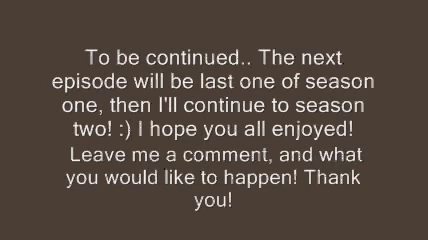 To be continued.. The next
episode will be last one of season
one, then I'll continue to season
two! :) I hope you all enjoyed!
Leave me a comment, and what
you would like to happen! Thank
you!